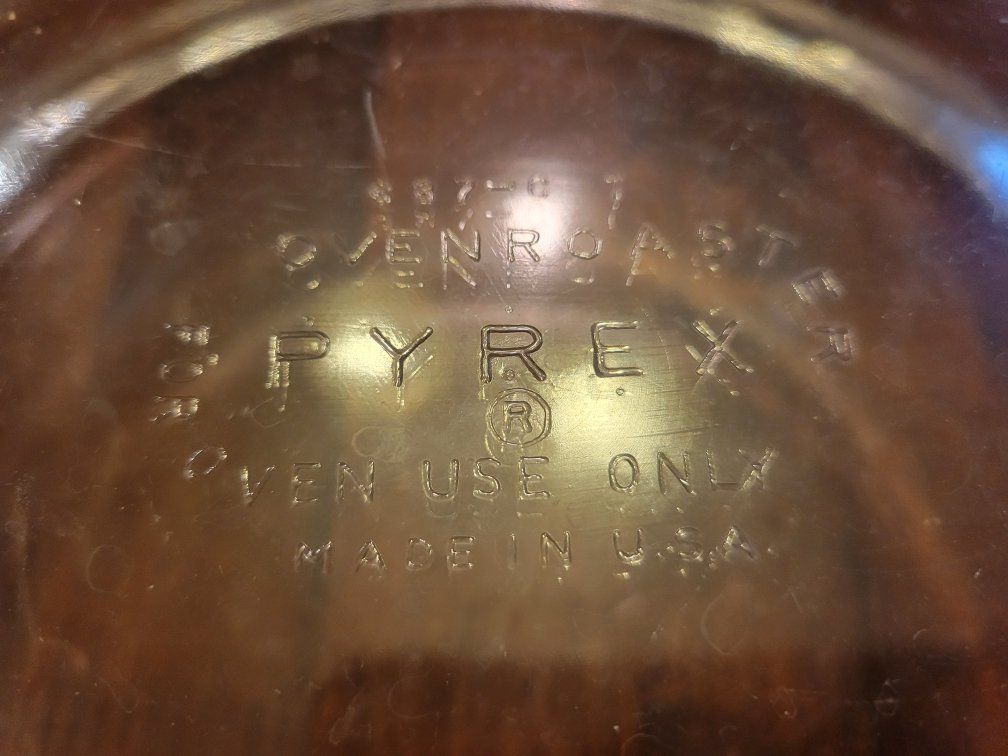 OVENROASTER
PYREX
®
FOR OVEN USE ONLY
MADE IN U.S.A.